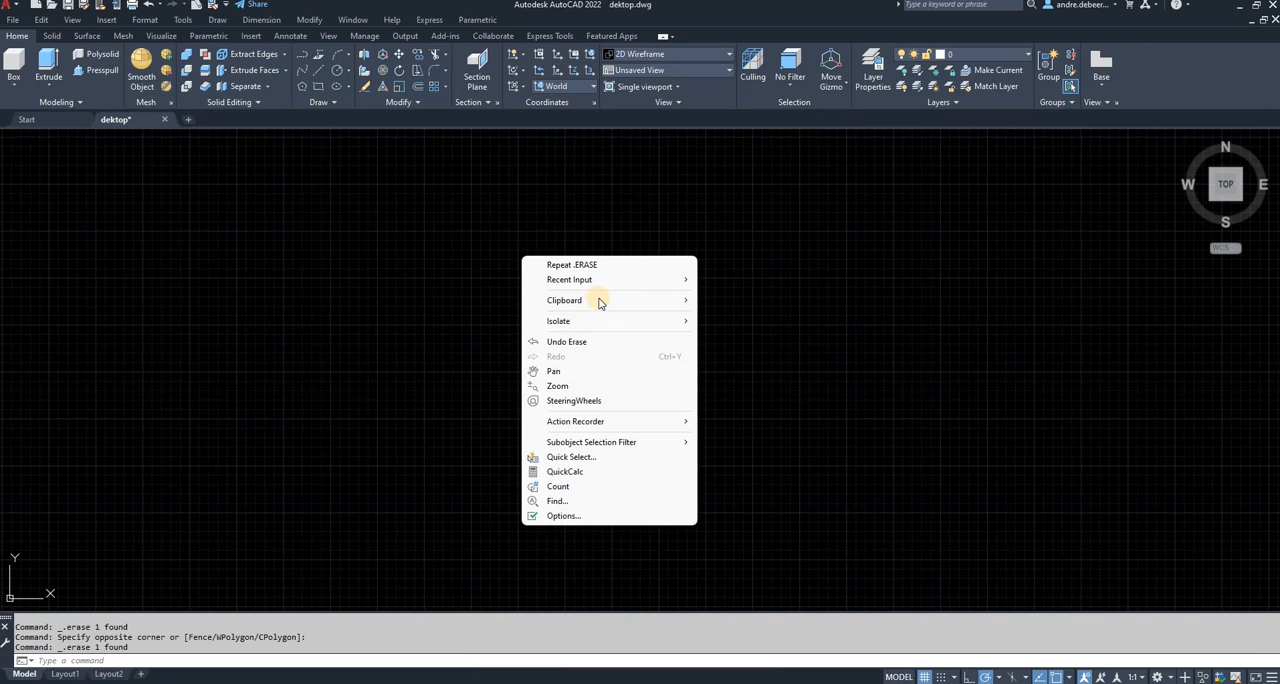 Share
Autodesk AutoCAD 2022 dektop.dwg
Type a keyword or phrase
andre.debeer...
File Edit View Insert Format Tools Draw Dimension Modify Window Help Express Parametric
Home Solid Surface Mesh Visualize Parametric Insert Annotate View Manage Output Add-ins Collaborate Express Tools Featured Apps
Polysolid
Extract Edges
2D Wireframe
0
Presspull
Extrude Faces
Unsaved View
Make Current
Box Extrude
Smooth Object
Separate
Section Plane
World
Single viewport
Culling No Filter Move Gizmo
Layer Properties
Match Layer
Group Base
Modeling Mesh Solid Editing Draw Modify Section Coordinates View Selection Layers Groups View
Start dektop*
N
W TOP E
S
WCS
Repeat .ERASE
Recent Input
Clipboard
Isolate
Undo Erase
Redo Ctrl+Y
Pan
Zoom
SteeringWheels
Action Recorder
Subobject Selection Filter
Quick Select...
QuickCalc
Count
Find...
Options...
Y
X
Command: _.erase 1 found
Command: Specify opposite corner or [Fence/WPolygon/CPolygon]:
Command: _.erase 1 found
Type a command
Model Layout1 Layout2 +
MODEL
1:1